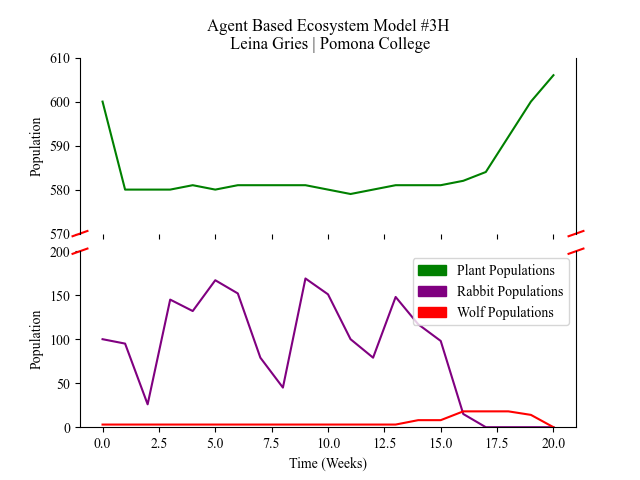 Agent Based Ecosystem Model #3H
Leina Gries | Pomona College
610
600
590
580
570
Population
200
150
100
50
0
Population
Plant Populations
Rabbit Populations
Wolf Populations
0.0 2.5 5.0 7.5 10.0 12.5 15.0 17.5 20.0
Time (Weeks)